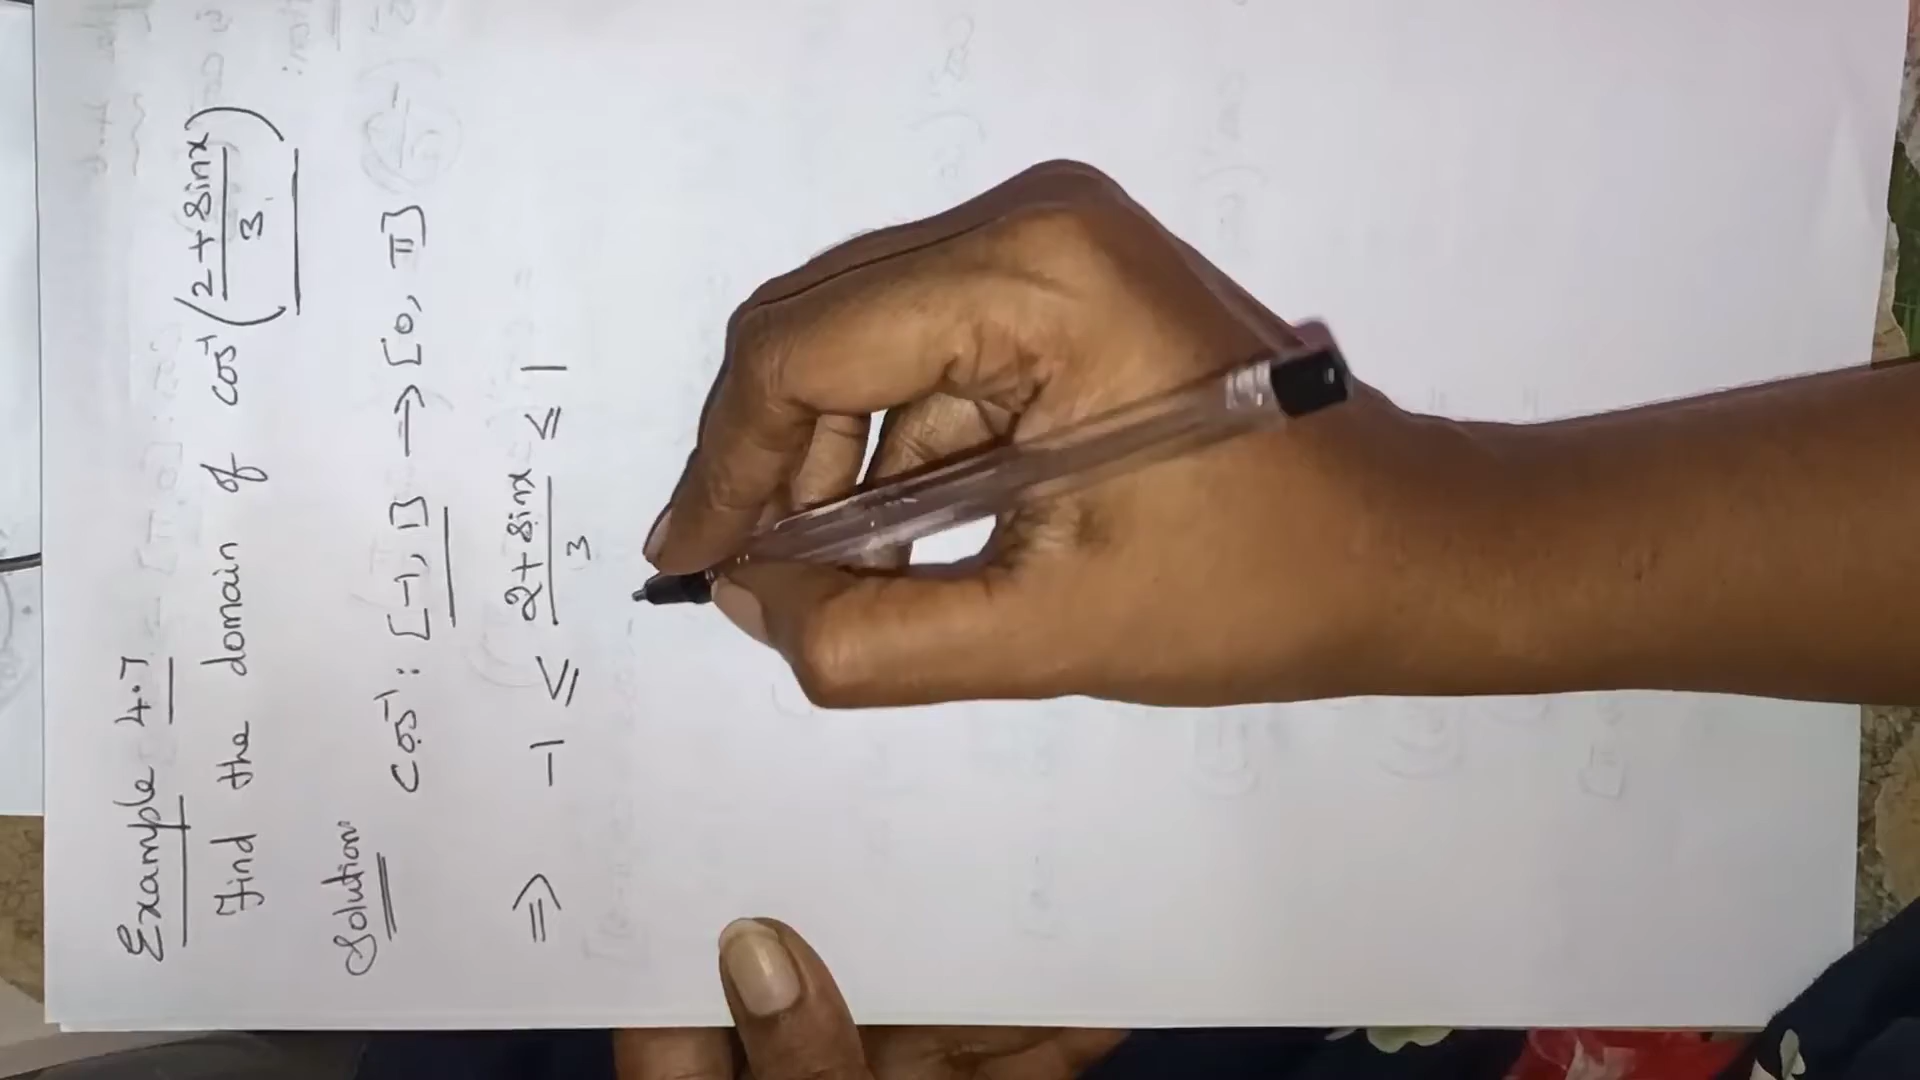 Example 4.7
Find the domain of cos⁻¹((2+sinx)/3)
Solution
cos⁻¹: [-1, 1] → [0, π]
⇒ -1 ≤ (2+sinx)/3 ≤ 1